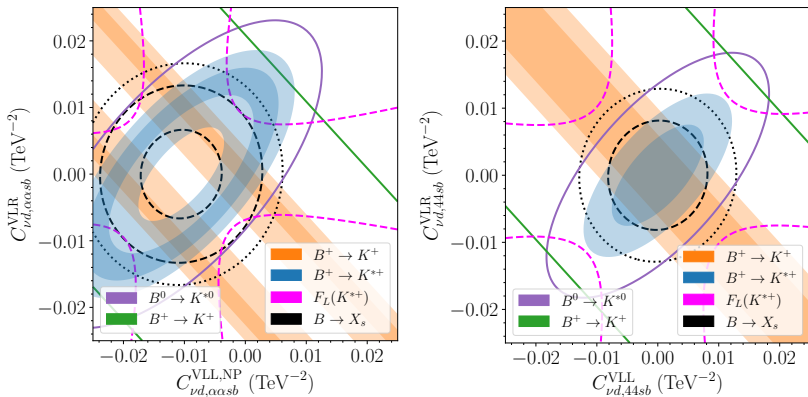 0.02
0.01
0.00
−0.01
−0.02
−0.02 −0.01 0.00 0.01 0.02
C^{VLR}_{νd,ααsb} (TeV^{−2})
C^{VLL,NP}_{νd,ααsb} (TeV^{−2})
B^0 → K^{*0}
B^+ → K^+
B^+ → K^+
B^+ → K^{*+}
F_L(K^{*+})
B → X_s
0.02
0.01
0.00
−0.01
−0.02
−0.02 −0.01 0.00 0.01 0.02
C^{VLR}_{νd,44sb} (TeV^{−2})
C^{VLL}_{νd,44sb} (TeV^{−2})
B^0 → K^{*0}
B^+ → K^+
B^+ → K^+
B^+ → K^{*+}
F_L(K^{*+})
B → X_s